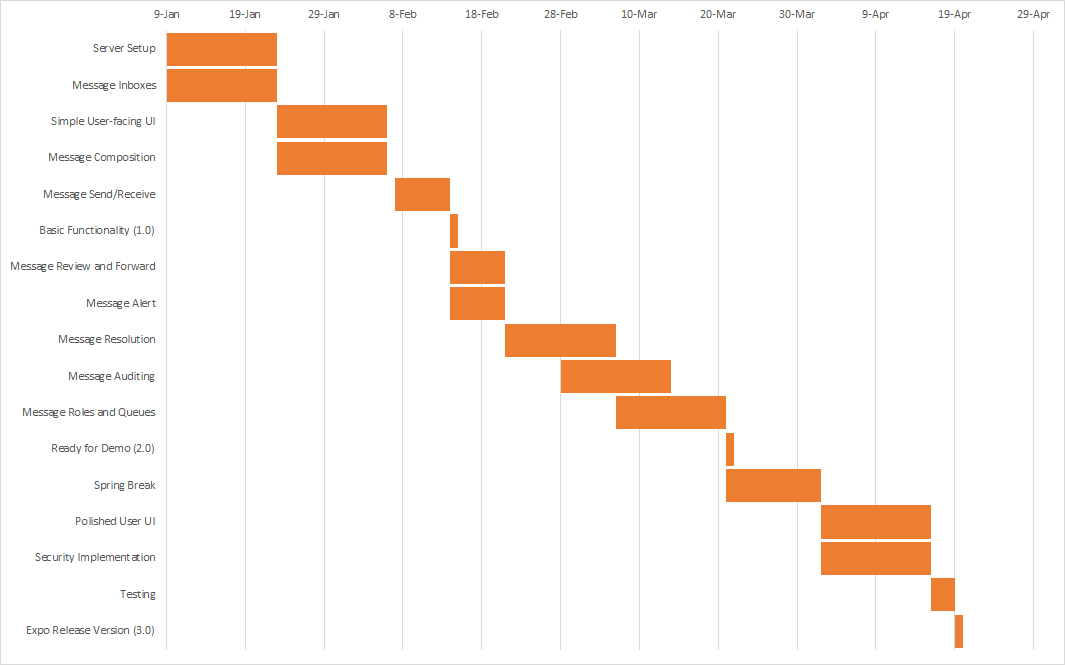 9-Jan 19-Jan 29-Jan 8-Feb 18-Feb 28-Feb 10-Mar 20-Mar 30-Mar 9-Apr 19-Apr 29-Apr
Server Setup
Message Inboxes
Simple User-facing UI
Message Composition
Message Send/Receive
Basic Functionality (1.0)
Message Review and Forward
Message Alert
Message Resolution
Message Auditing
Message Roles and Queues
Ready for Demo (2.0)
Spring Break
Polished User UI
Security Implementation
Testing
Expo Release Version (3.0)